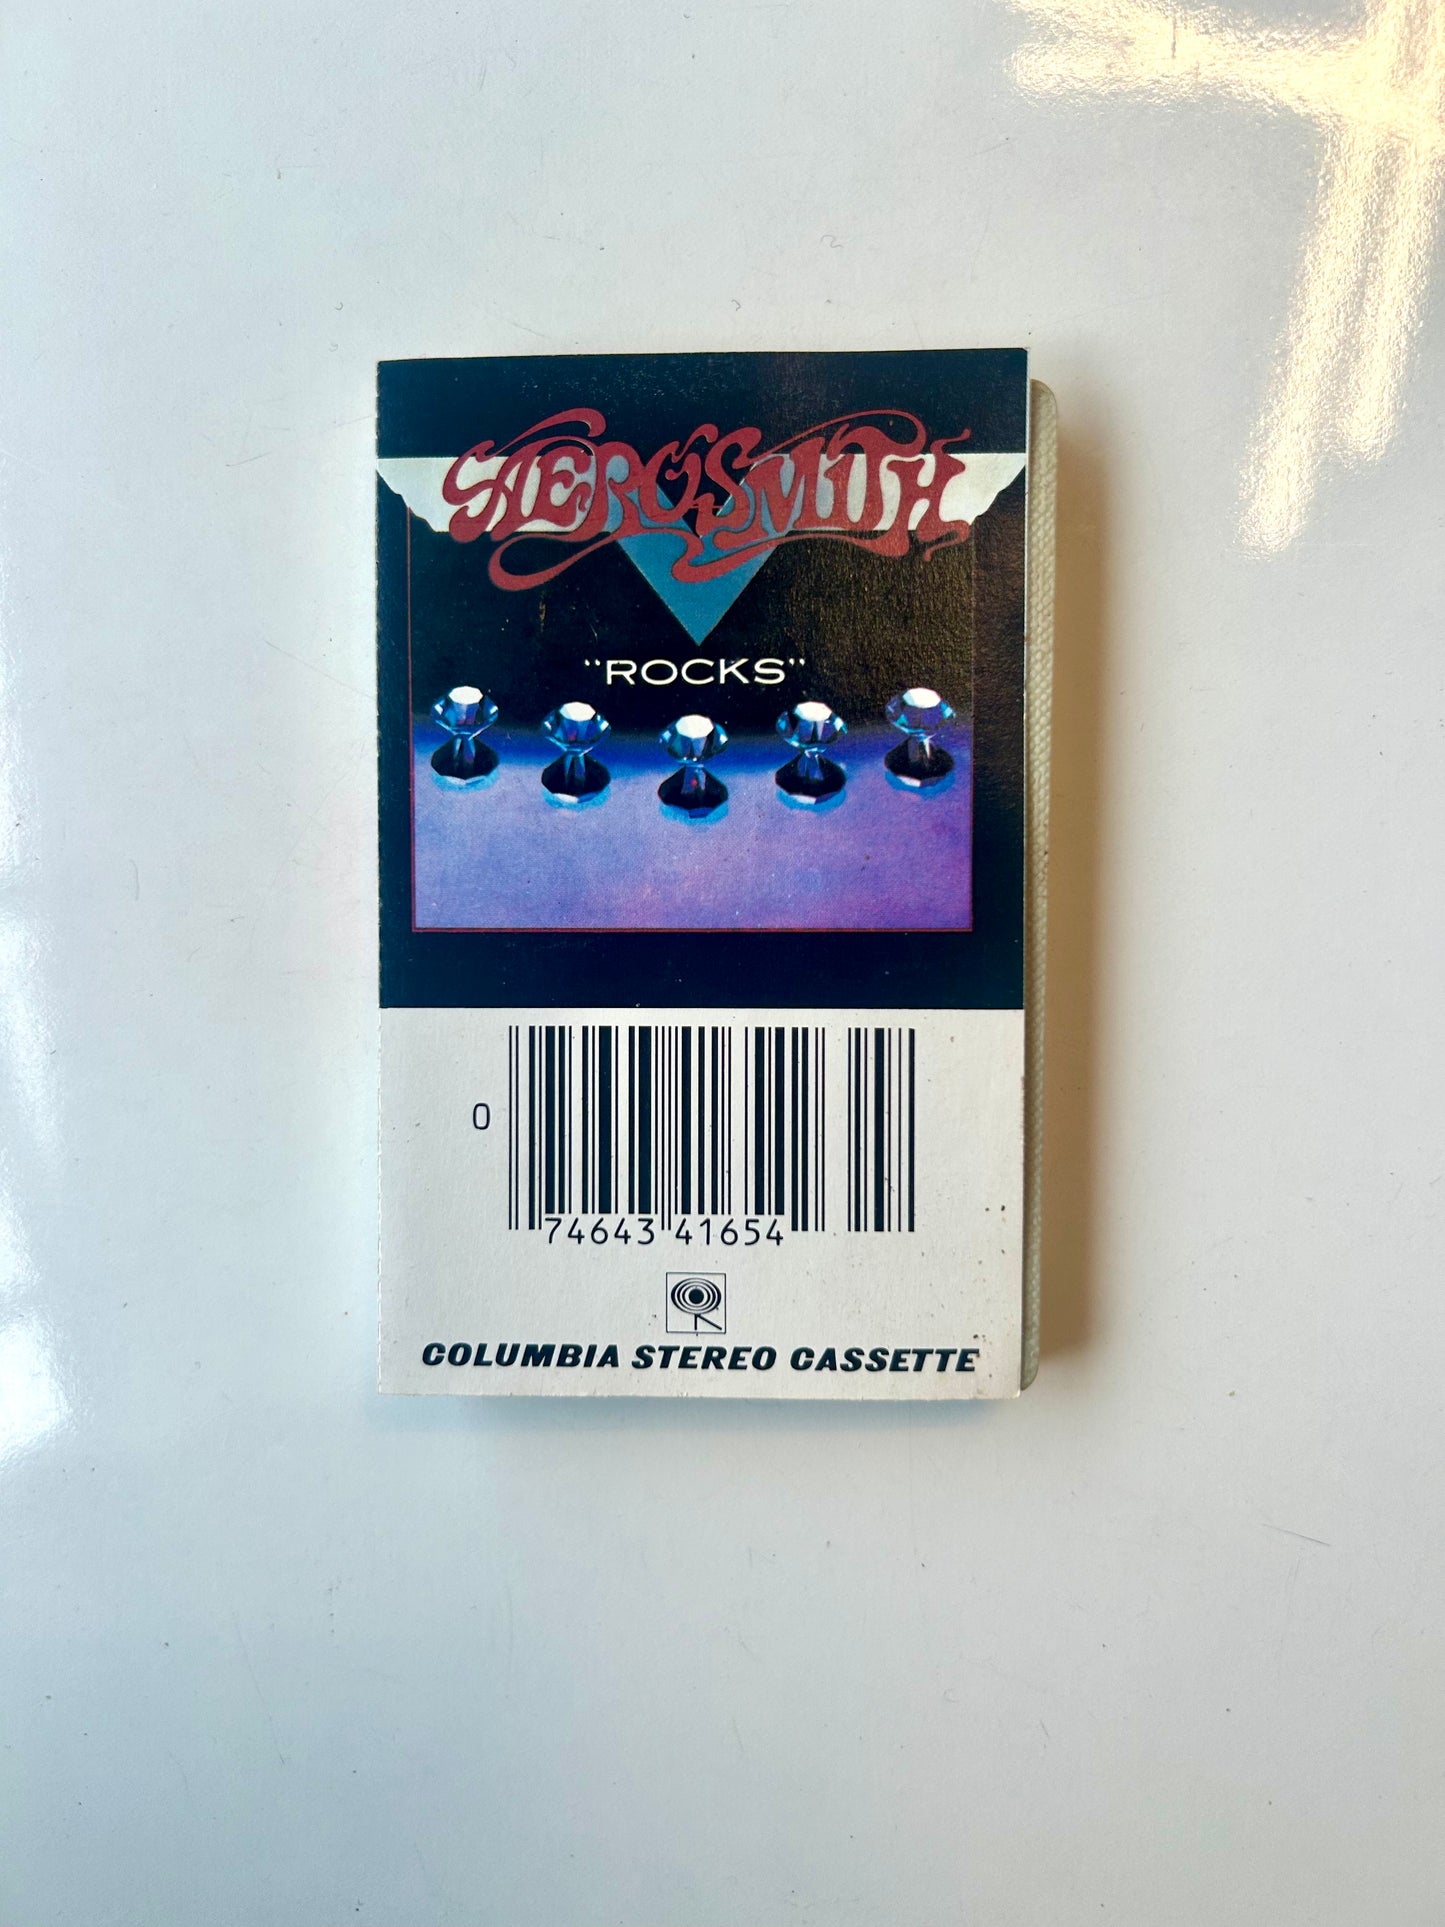 AEROSMITH
"ROCKS"
0 74643 41654
COLUMBIA STEREO CASSETTE